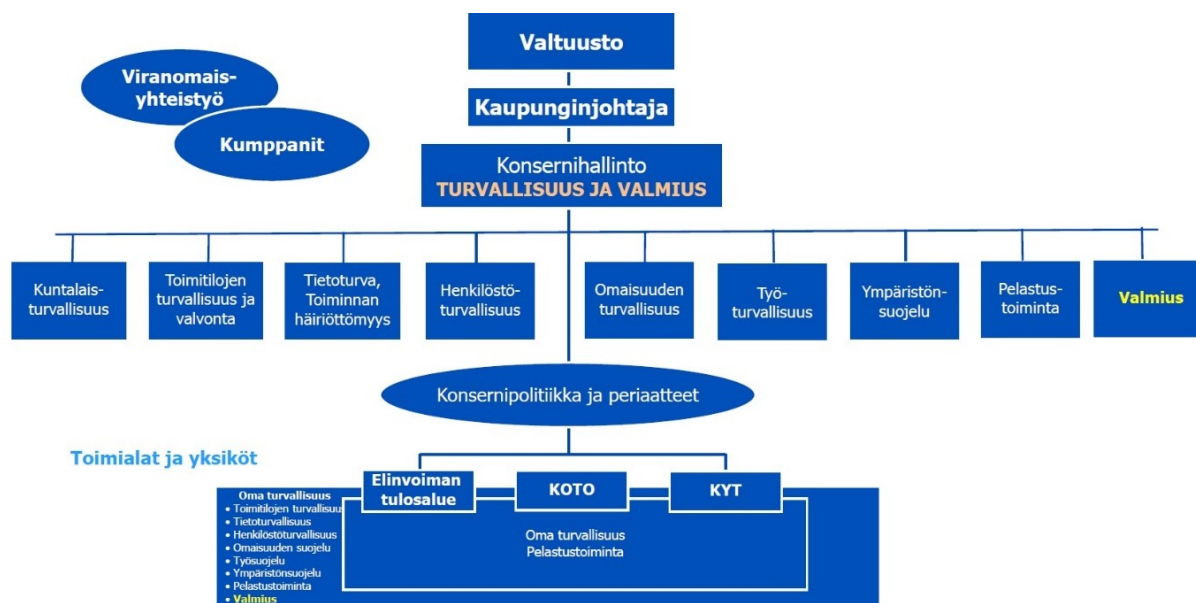 Valtuusto
Viranomais-
yhteistyö
Kumppanit
Kaupunginjohtaja
Konsernihallinto
TURVALLISUUS JA VALMIUS
Kuntalais-
turvallisuus
Toimitilojen
turvallisuus ja
valvonta
Tietoturva,
Toiminnan
häiriöttömyys
Henkilöstö-
turvallisuus
Omaisuuden
turvallisuus
Työ-
turvallisuus
Ympäristön-
suojelu
Pelastus-
toiminta
Valmius
Konsernipolitiikka ja periaatteet
Toimialat ja yksiköt
Elinvoiman
tulosalue
KOTO
KYT
Oma turvallisuus
• Toimitilojen turvallisuu
• Tietoturvallisuus
• Henkilöstöturvallisuus
• Omaisuuden suojelu
• Työsuojelu
• Ympäristönsuojelu
• Pelastustoiminta
• Valmius
Oma turvallisuus
Pelastustoiminta